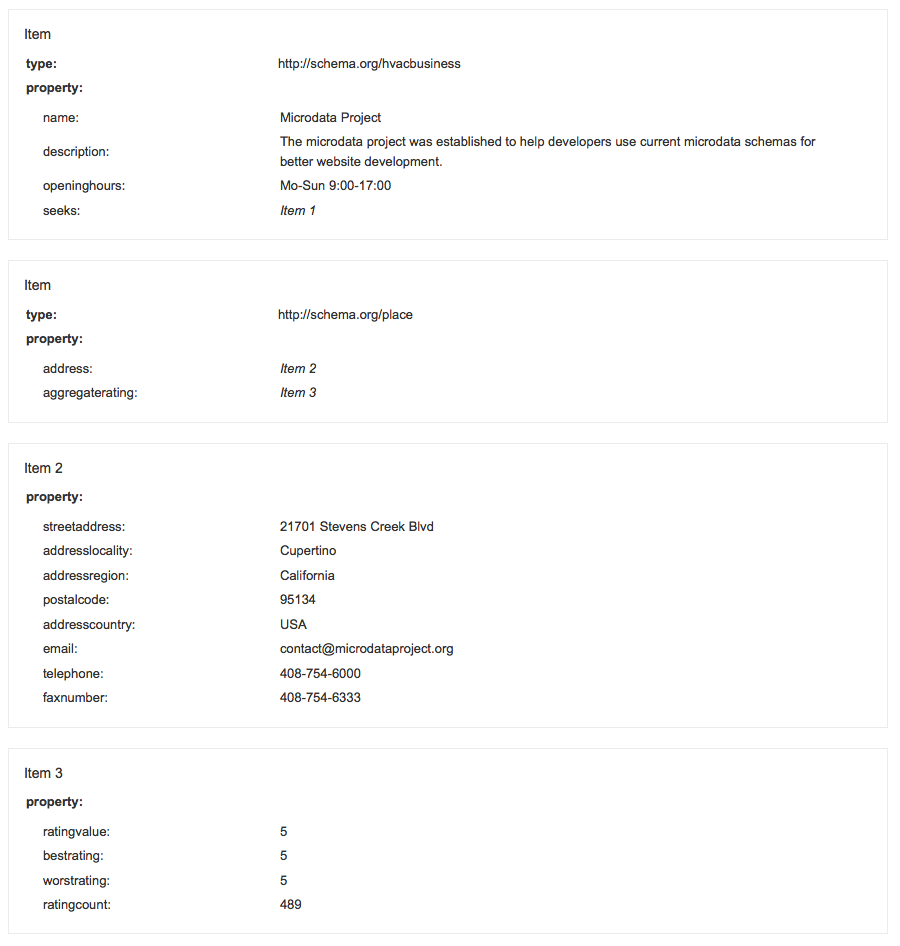 Item
type: http://schema.org/hvacbusiness
property:
name: Microdata Project
description: The microdata project was established to help developers use current microdata schemas for
better website development.
openinghours: Mo-Sun 9:00-17:00
seeks: Item 1
Item
type: http://schema.org/place
property:
address: Item 2
aggregaterating: Item 3
Item 2
property:
streetaddress: 21701 Stevens Creek Blvd
addresslocality: Cupertino
addressregion: California
postalcode: 95134
addresscountry: USA
email: contact@microdataproject.org
telephone: 408-754-6000
faxnumber: 408-754-6333
Item 3
property:
ratingvalue: 5
bestrating: 5
worstrating: 5
ratingcount: 489